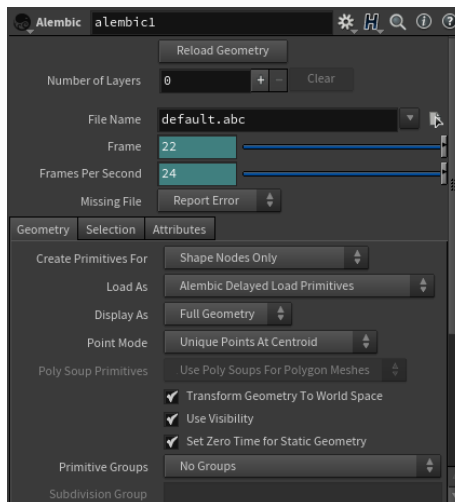 Alembic alembic1
Reload Geometry
Number of Layers 0 + - Clear
File Name default.abc
Frame 22
Frames Per Second 24
Missing File Report Error
Geometry Selection Attributes
Create Primitives For Shape Nodes Only
Load As Alembic Delayed Load Primitives
Display As Full Geometry
Point Mode Unique Points At Centroid
Poly Soup Primitives Use Poly Soups For Polygon Meshes
Transform Geometry To World Space
Use Visibility
Set Zero Time for Static Geometry
Primitive Groups No Groups
Subdivision Group